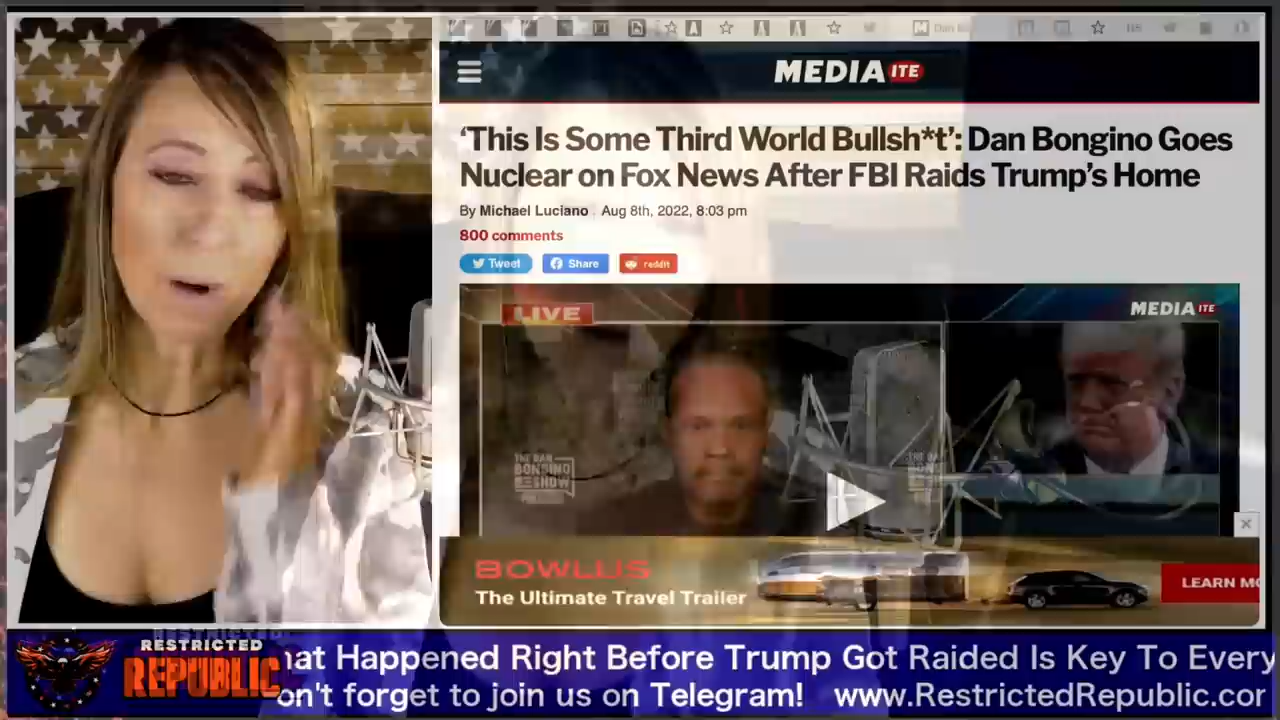 MEDIAITE
'This Is Some Third World Bullsh*t': Dan Bongino Goes
Nuclear on Fox News After FBI Raids Trump's Home
By Michael Luciano Aug 8th, 2022, 8:03 pm
800 comments
Tweet
Share
reddit
LIVE
MEDIAITE
THE DAN
BONGINO
SHOW
BOWLUS
The Ultimate Travel Trailer
LEARN MO
RESTRICTED
REPUBLIC
hat Happened Right Before Trump Got Raided Is Key To Every
on't forget to join us on Telegram! www.RestrictedRepublic.cor